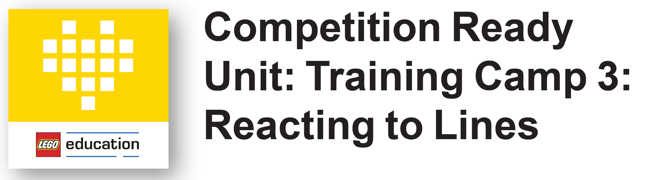 Competition Ready
Unit: Training Camp 3:
Reacting to Lines
LEGO education